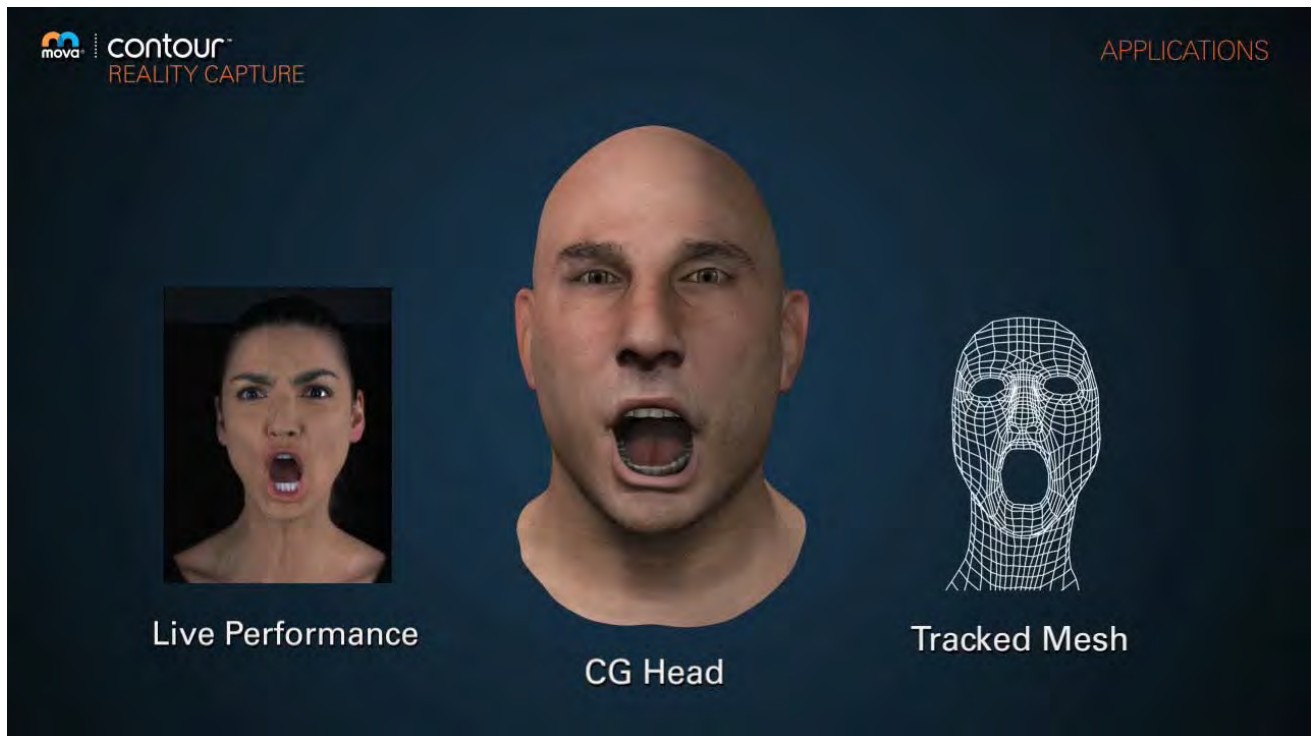 mova
contour™
REALITY CAPTURE
APPLICATIONS
Live Performance
CG Head
Tracked Mesh